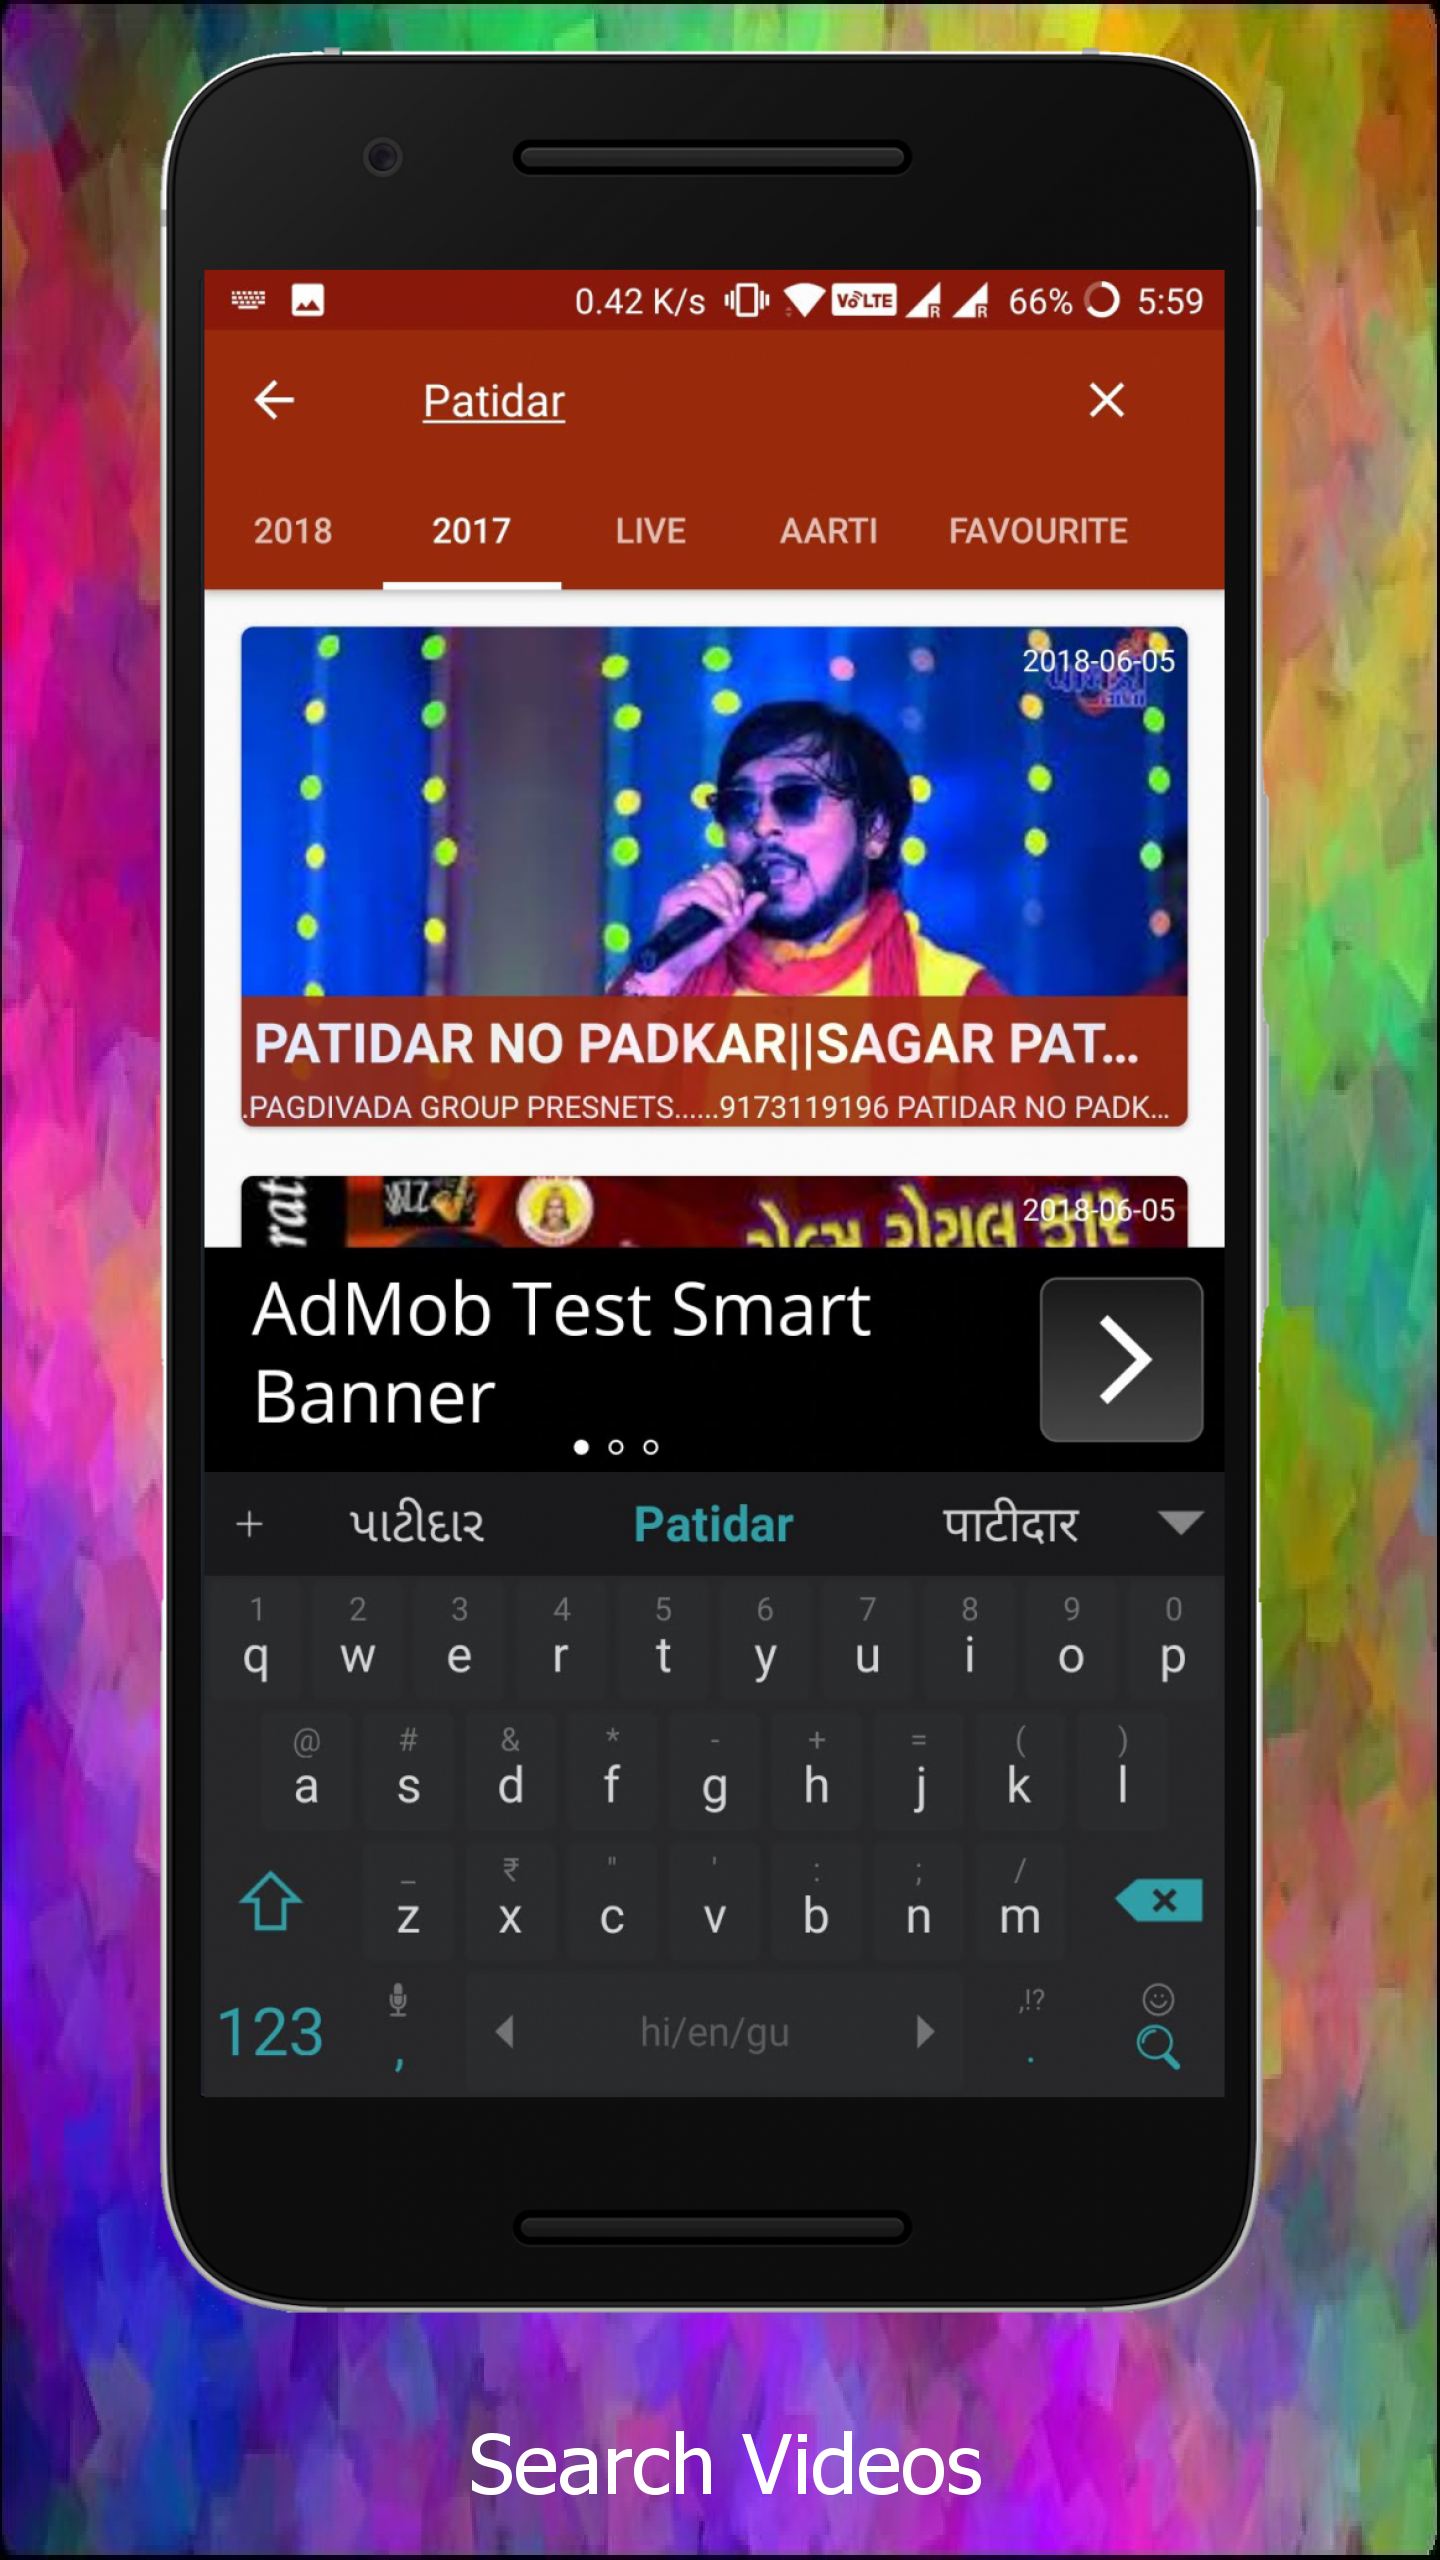 0.42 K/s VoLTE R R 66% 5:59
Patidar
2018 2017 LIVE AARTI FAVOURITE
2018-06-05
PATIDAR NO PADKAR||SAGAR PAT...
.PAGDIVADA GROUP PRESNETS......9173119196 PATIDAR NO PADK...
2018-06-05
AdMob Test Smart
Banner
+ પાટીદાર Patidar पाटीदार
1 2 3 4 5 6 7 8 9 0
q w e r t y u i o p
@ # & * - + = ( )
a s d f g h j k l
_ ₹ " ' : ; /
z x c v b n m
,!?
123 , hi/en/gu .
Search Videos